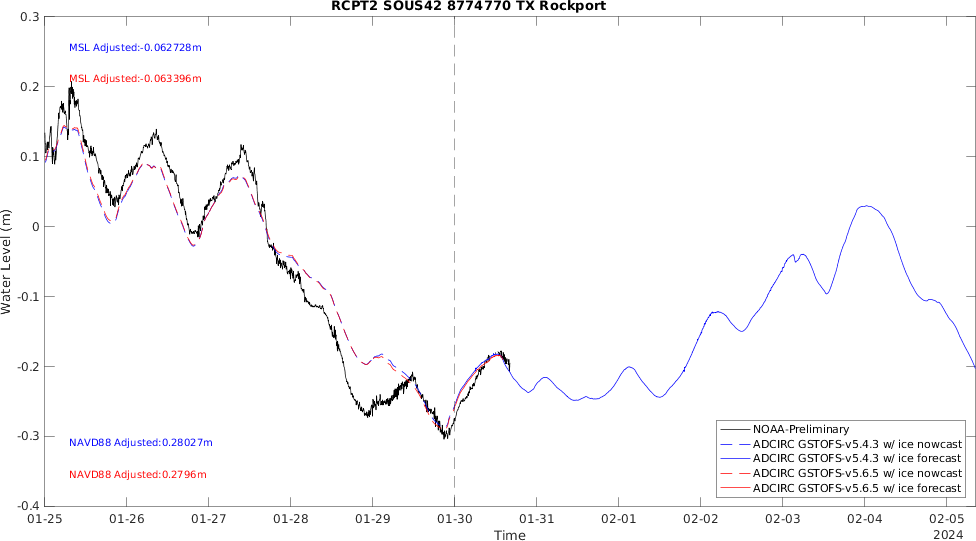 RCPT2 SOUS42 8774770 TX Rockport
0.3
0.2
0.1
0
-0.1
-0.2
-0.3
-0.4
Water Level (m)
MSL Adjusted:-0.062728m
MSL Adjusted:-0.063396m
NAVD88 Adjusted:0.28027m
NAVD88 Adjusted:0.2796m
NOAA-Preliminary
ADCIRC GSTOFS-v5.4.3 w/ ice nowcast
ADCIRC GSTOFS-v5.4.3 w/ ice forecast
ADCIRC GSTOFS-v5.6.5 w/ ice nowcast
ADCIRC GSTOFS-v5.6.5 w/ ice forecast
01-25 01-26 01-27 01-28 01-29 01-30 01-31 02-01 02-02 02-03 02-04 02-05
Time
2024